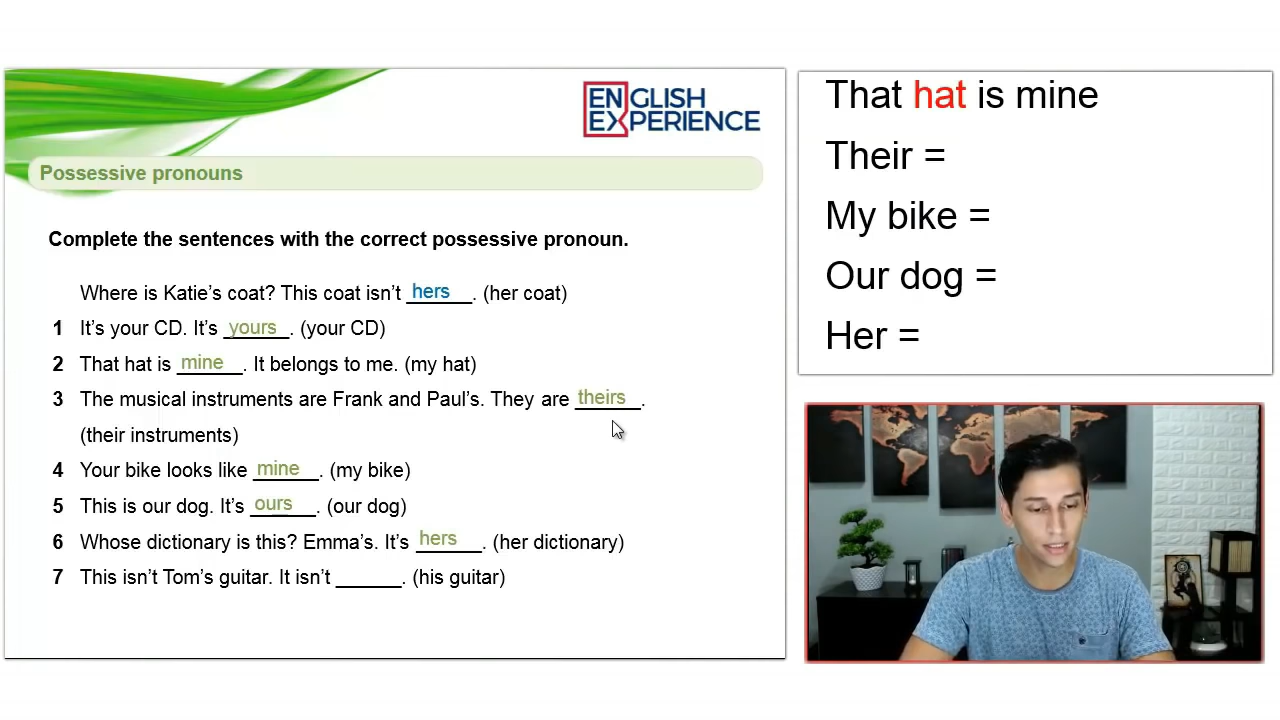 ENGLISH
EXPERIENCE
Possessive pronouns
Complete the sentences with the correct possessive pronoun.
Where is Katie's coat? This coat isn't hers. (her coat)
1 It's your CD. It's yours. (your CD)
2 That hat is mine. It belongs to me. (my hat)
3 The musical instruments are Frank and Paul's. They are theirs.
(their instruments)
4 Your bike looks like mine. (my bike)
5 This is our dog. It's ours. (our dog)
6 Whose dictionary is this? Emma's. It's hers. (her dictionary)
7 This isn't Tom's guitar. It isn't ______. (his guitar)
That hat is mine
Their =
My bike =
Our dog =
Her =